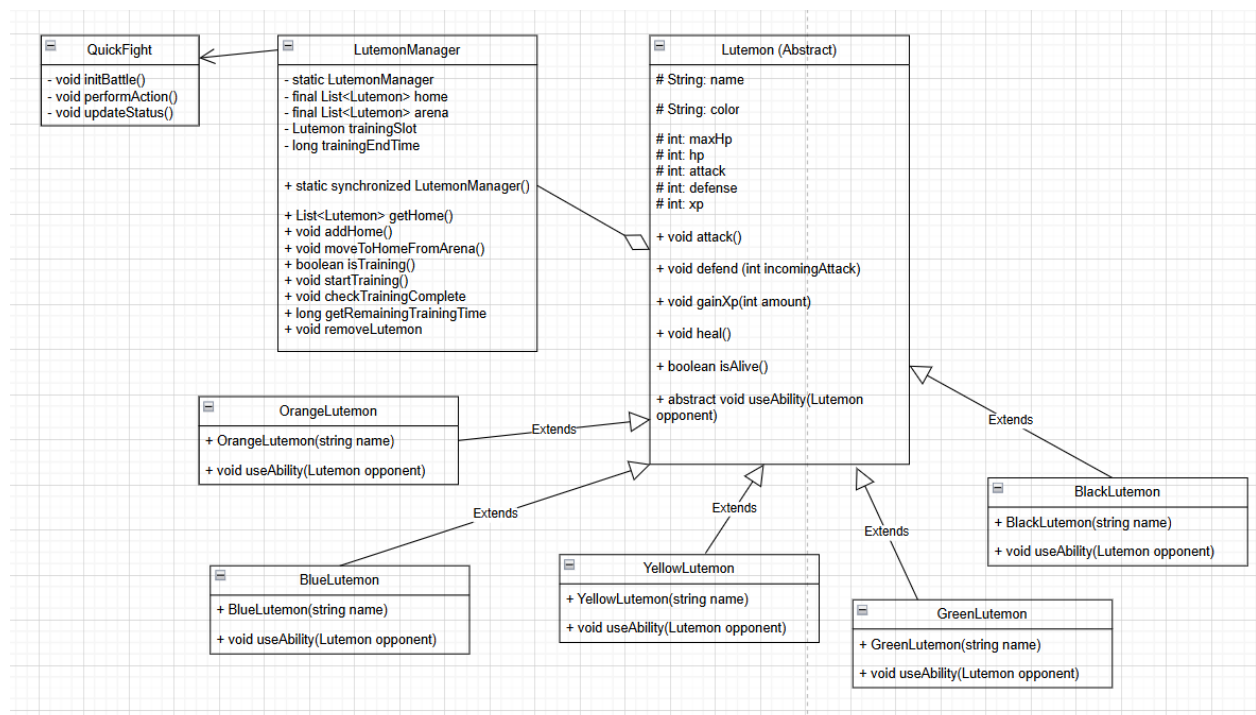 QuickFight
- void initBattle()
- void performAction()
- void updateStatus()
LutemonManager
- static LutemonManager
- final List<Lutemon> home
- final List<Lutemon> arena
- Lutemon trainingSlot
- long trainingEndTime
+ static synchronized LutemonManager()
+ List<Lutemon> getHome()
+ void addHome()
+ void moveToHomeFromArena()
+ boolean isTraining()
+ void startTraining()
+ void checkTrainingComplete
+ long getRemainingTrainingTime
+ void removeLutemon
Lutemon (Abstract)
# String: name
# String: color
# int: maxHp
# int: hp
# int: attack
# int: defense
# int: xp
+ void attack()
+ void defend (int incomingAttack)
+ void gainXp(int amount)
+ void heal()
+ boolean isAlive()
+ abstract void useAbility(Lutemon
opponent)
OrangeLutemon
+ OrangeLutemon(string name)
+ void useAbility(Lutemon opponent)
Extends
Extends
Extends
Extends
Extends
BlackLutemon
+ BlackLutemon(string name)
+ void useAbility(Lutemon opponent)
BlueLutemon
+ BlueLutemon(string name)
+ void useAbility(Lutemon opponent)
YellowLutemon
+ YellowLutemon(string name)
+ void useAbility(Lutemon opponent)
GreenLutemon
+ GreenLutemon(string name)
+ void useAbility(Lutemon opponent)